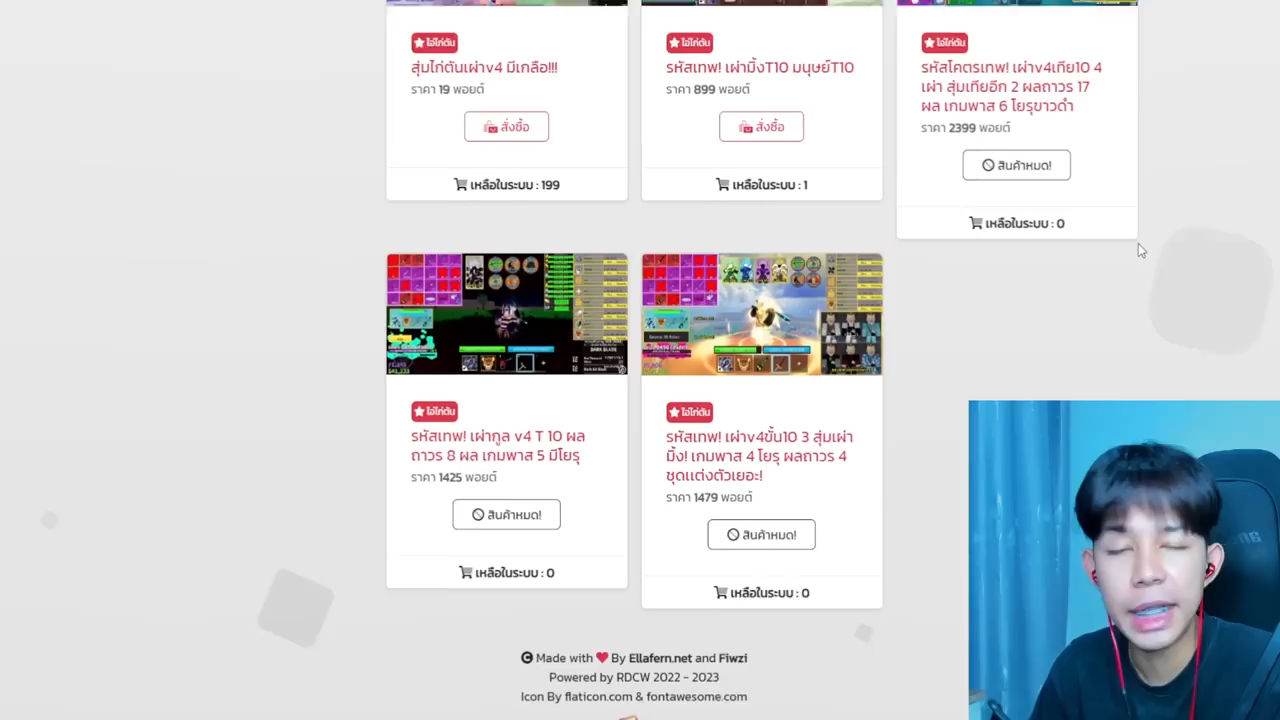 ไอ่ไก่ตัน
สุ่มไก่ตันเผ่าv4 มีเกลือ!!!
ราคา 19 พอยต์
สั่งซื้อ
เหลือในระบบ : 199
ไอ่ไก่ตัน
รหัสเทพ! เผ่ามิ้งT10 มนุษย์T10
ราคา 899 พอยต์
สั่งซื้อ
เหลือในระบบ : 1
ไอ่ไก่ตัน
รหัสโคตรเทพ! เผ่าv4เทีย10 4
เผ่า สุ่มเทียอีก 2 ผลถาวร 17
ผล เกมพาส 6 โยรุขาวดำ
ราคา 2399 พอยต์
สินค้าหมด!
เหลือในระบบ : 0
ไอ่ไก่ตัน
รหัสเทพ! เผ่ากูล v4 T 10 ผล
ถาวร 8 ผล เกมพาส 5 มีโยรุ
ราคา 1425 พอยต์
สินค้าหมด!
เหลือในระบบ : 0
ไอ่ไก่ตัน
รหัสเทพ! เผ่าv4ขั้น10 3 สุ่มเผ่า
มิ้ง! เกมพาส 4 โยรุ ผลถาวร 4
ชุดแต่งตัวเยอะ!
ราคา 1479 พอยต์
สินค้าหมด!
เหลือในระบบ : 0
Made with ❤ By Ellafern.net and Fiwzi
Powered by RDCW 2022 - 2023
Icon By flaticon.com & fontawesome.com